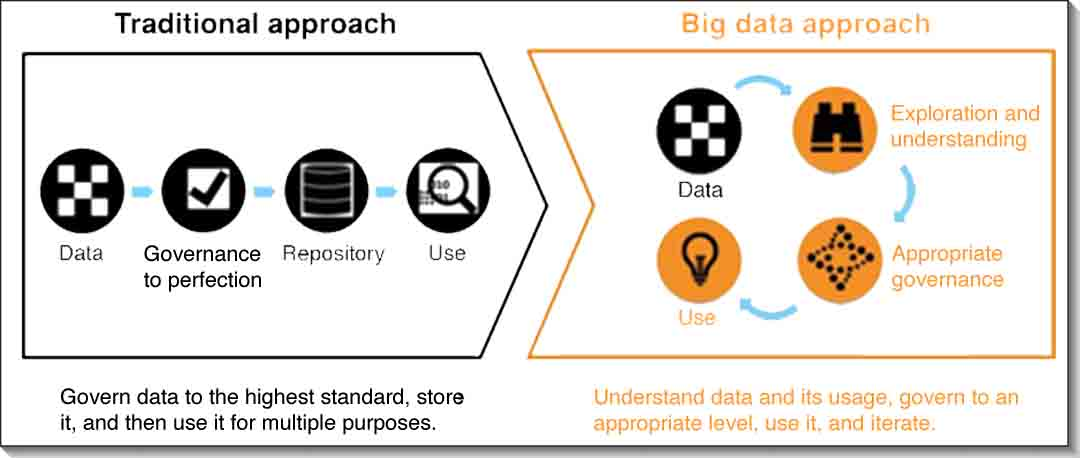 Traditional approach
Data
Governance
to perfection
Repository
Use
Govern data to the highest standard, store
it, and then use it for multiple purposes.
Big data approach
Data
Exploration and
understanding
Appropriate
governance
Use
Understand data and its usage, govern to an
appropriate level, use it, and iterate.